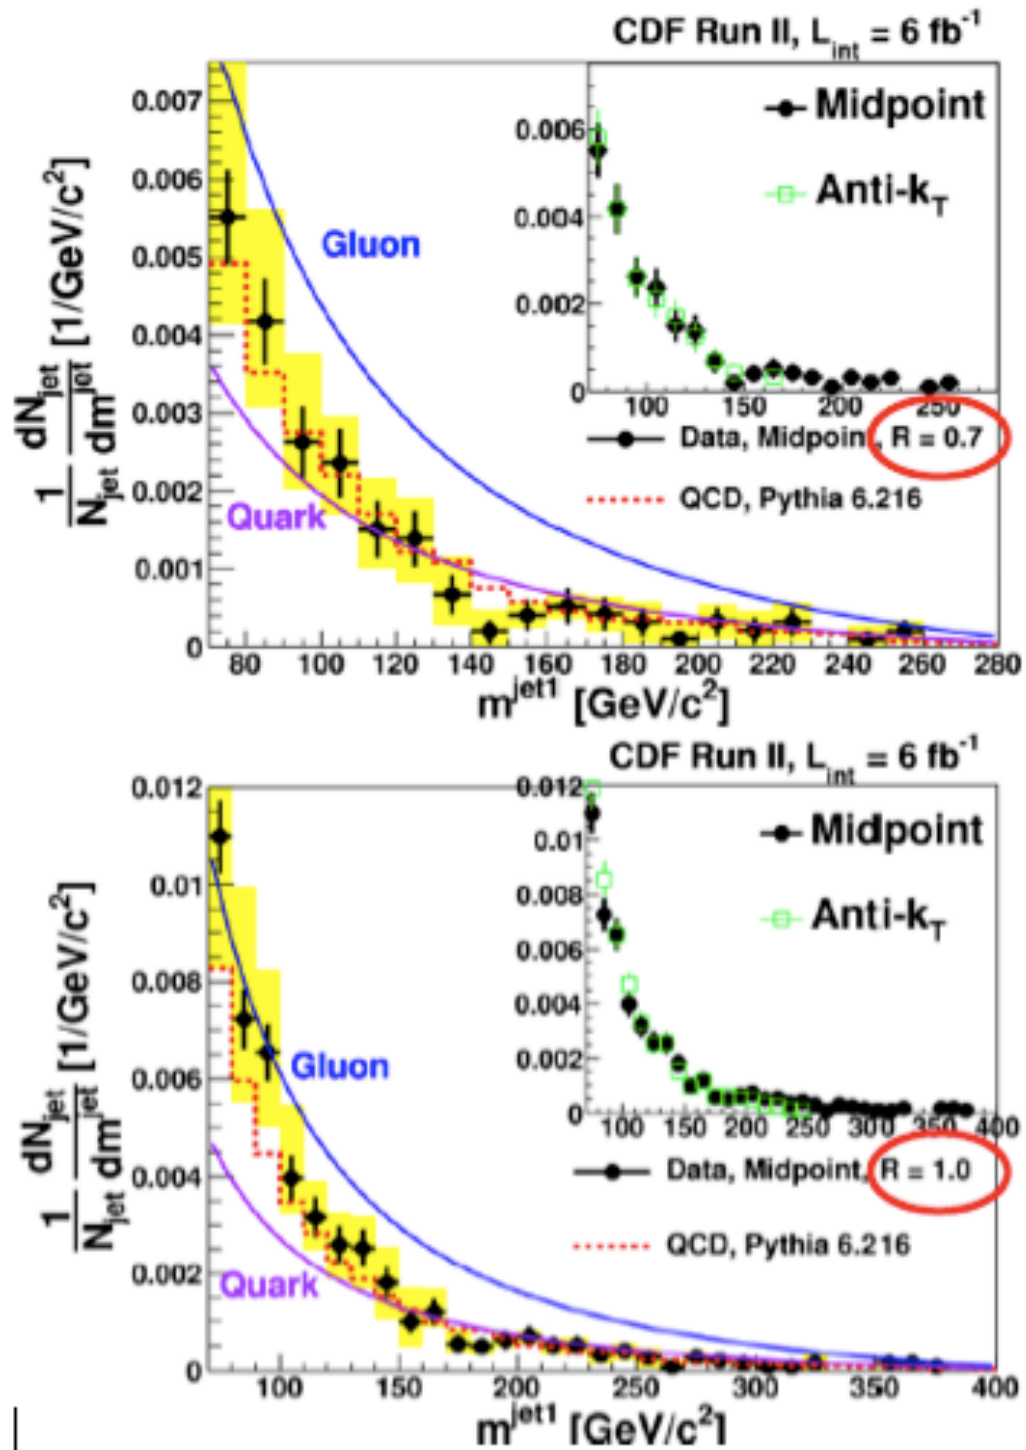 CDF Run II, L_int = 6 fb⁻¹
0.007
0.006
0.005
0.004
0.003
0.002
0.001
0
1/N_jet dN_jet/dm^jet1 [1/GeV/c²]
Gluon
Quark
0.006
0.004
0.002
0
100 150 200 250
Midpoint
Anti-k_T
Data, Midpoint, R = 0.7
QCD, Pythia 6.216
80 100 120 140 160 180 200 220 240 260 280
m^jet1 [GeV/c²]
CDF Run II, L_int = 6 fb⁻¹
0.012
0.01
0.008
0.006
0.004
0.002
0
1/N_jet dN_jet/dm^jet1 [1/GeV/c²]
Gluon
Quark
0.012
0.01
0.008
0.006
0.004
0.002
0
100 150 200 250 300 350 400
Midpoint
Anti-k_T
Data, Midpoint, R = 1.0
QCD, Pythia 6.216
100 150 200 250 300 350 400
m^jet1 [GeV/c²]